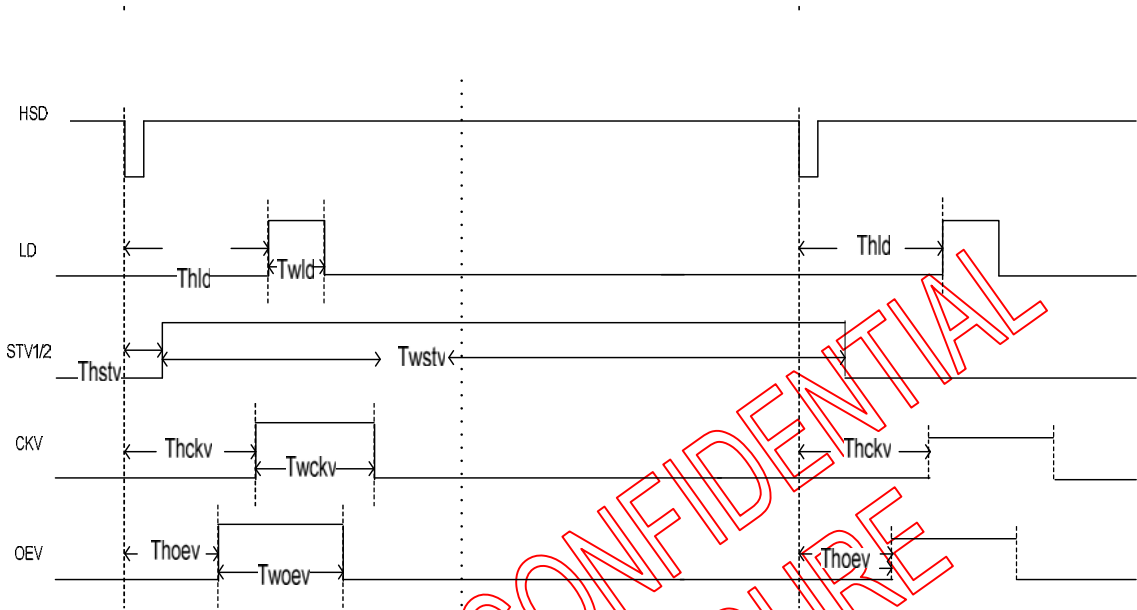 HSD
LD
Thld
Twld
Thld
STV1/2
Thstv
Twstv
CKV
Thckv
Twckv
Thckv
OEV
Thoev
Twoev
Thoev
CONFIDENTIAL